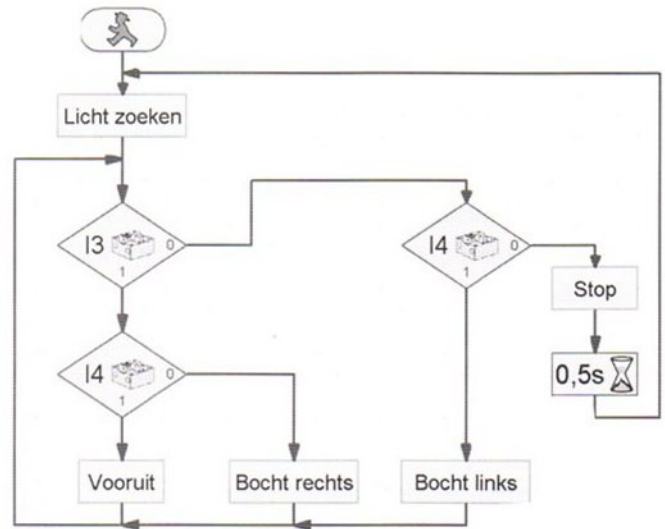 Licht zoeken
I3
0
1
I4
0
1
Stop
I4
0
1
0,5s
Vooruit
Bocht rechts
Bocht links